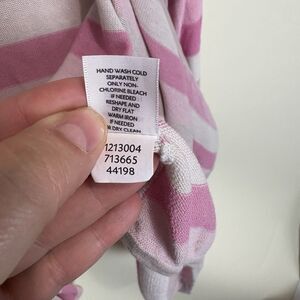 HAND WASH COLD
SEPARATELY
ONLY NON-
CHLORINE BLEACH
IF NEEDED
RESHAPE AND
DRY FLAT
WARM IRON
IF NEEDED
OR DRY CLEAN
1213004
713665
44198